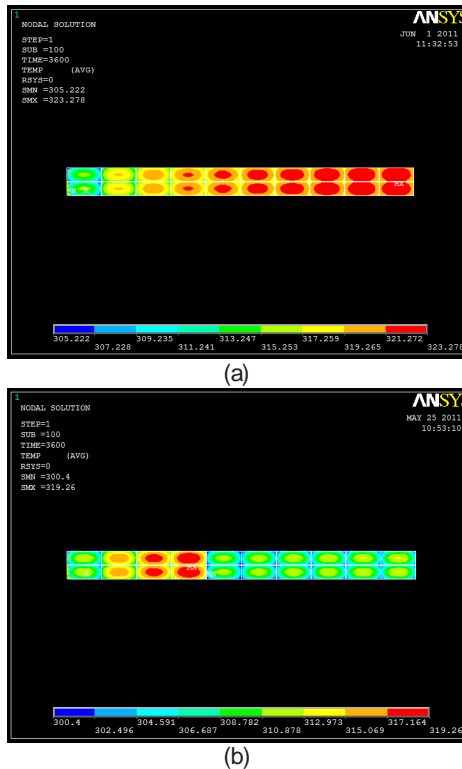 1
NODAL SOLUTION
ANSYS
JUN 1 2011
11:32:53
STEP=1
SUB =100
TIME=3600
TEMP (AVG)
RSYS=0
SMN =305.222
SMX =323.278
MX
305.222 309.235 313.247 317.259 321.272
307.228 311.241 315.253 319.265 323.278
(a)
1
NODAL SOLUTION
ANSYS
MAY 25 2011
10:53:10
STEP=1
SUB =100
TIME=3600
TEMP (AVG)
RSYS=0
SMN =300.4
SMX =319.26
300.4 304.591 308.782 312.973 317.164
302.496 306.687 310.878 315.069 319.26
(b)